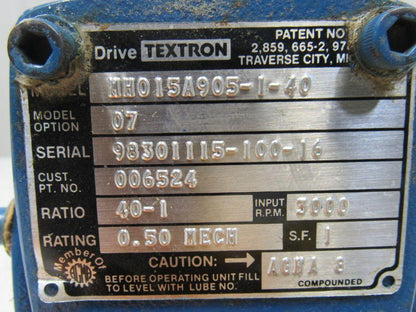 Drive TEXTRON
PATENT NO
2,859, 665-2, 97
TRAVERSE CITY, MI
MH015A905-1-40
MODEL OPTION 07
SERIAL 98301115-100-16
CUST. PT. NO. 006524
RATIO 40-1 INPUT R.P.M. 3000
RATING 0.50 MECH S.F. 1
Member Of
CAUTION: → AGMA 8
BEFORE OPERATING UNIT FILL
TO LEVEL WITH LUBE NO. COMPOUNDED